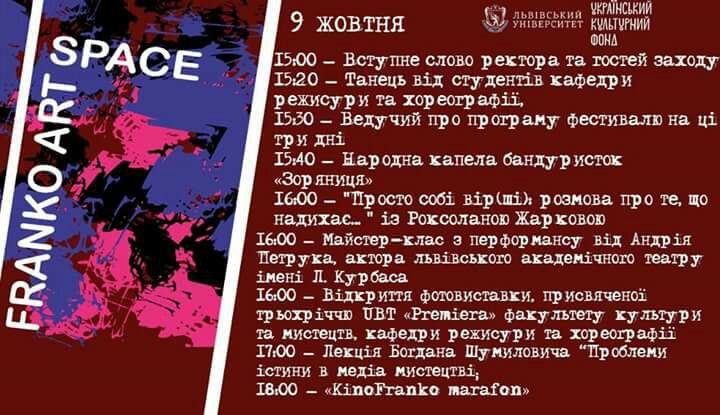 FRANKO ART
SPACE
9 ЖОВТНЯ
ЛЬВІВСЬКИЙ
УНІВЕРСИТЕТ
УКРАЇНСЬКИЙ
КУЛЬТУРНИЙ
ФОНД
15:00 – Вступне слово ректора та гостей заходу
15:20 – Танець від студентів кафедри
режисури та хореографії,
15:30 – Ведучий про програму фестивалю на ці
три дні
15:40 – Народна капела бандуристок
«Зоряниця»
16:00 – "Просто собі вір(ші): розмова про те, що
надихає... " із Роксоланою Жарковою
16:00 – Майстер-клас з перформансу від Андрія
Петрука, актора львівського академічного театру
імені Л. Курбаса
16:00 – Відкриття фотовиставки, присвяченої
трьохріччю UBT «Premiera» факультету культури
та мистецтв, кафедри режисури та хореографії
17:00 – Лекція Богдана Шумиловича "Проблеми
істини в медіа мистецтві;
18:00 – «KinoFranko marafon»